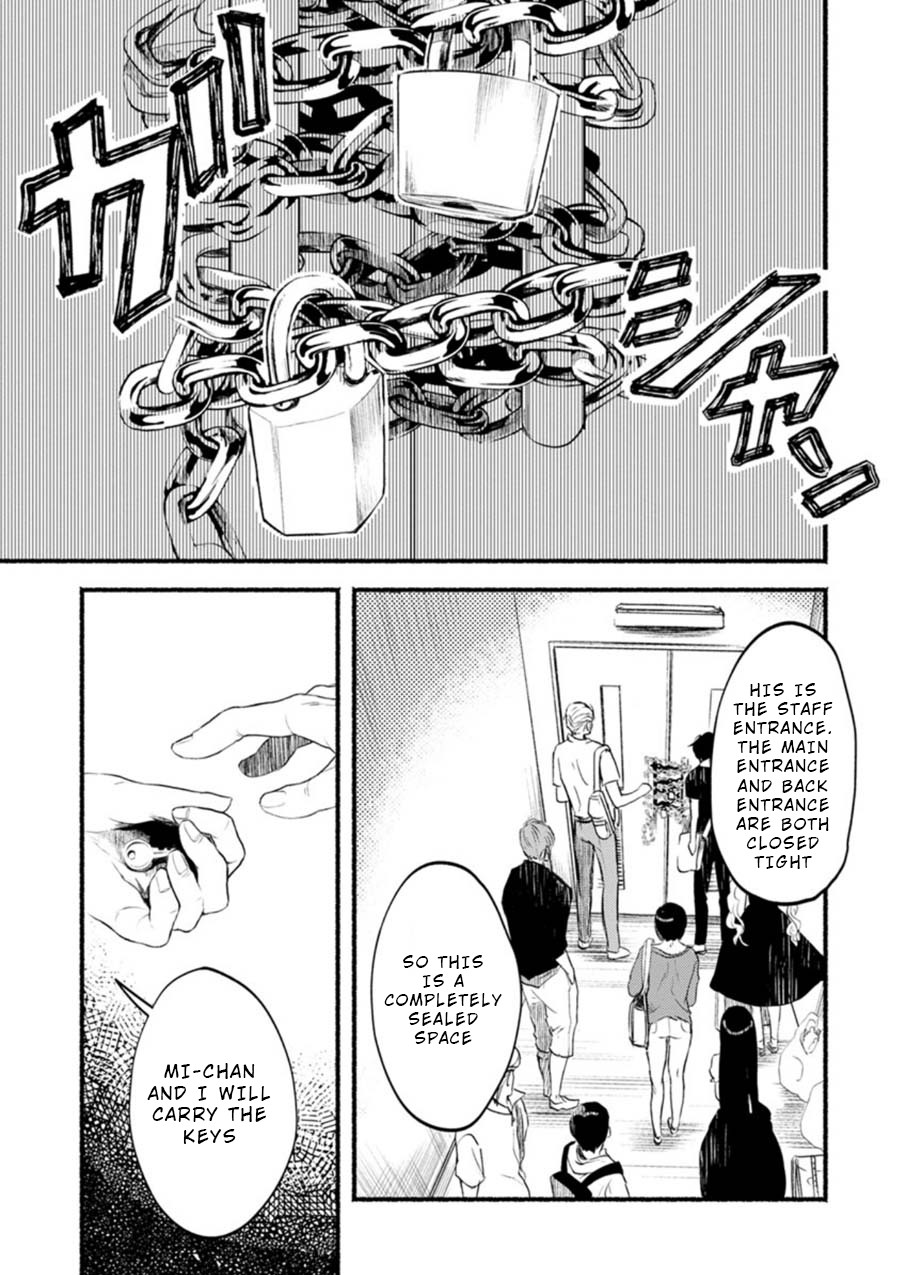 ガシャン
HIS IS
THE STAFF
ENTRANCE.
THE MAIN
ENTRANCE
AND BACK
ENTRANCE
ARE BOTH
CLOSED
TIGHT
SO THIS
IS A
COMPLETELY
SEALED
SPACE
MI-CHAN
AND I WILL
CARRY THE
KEYS